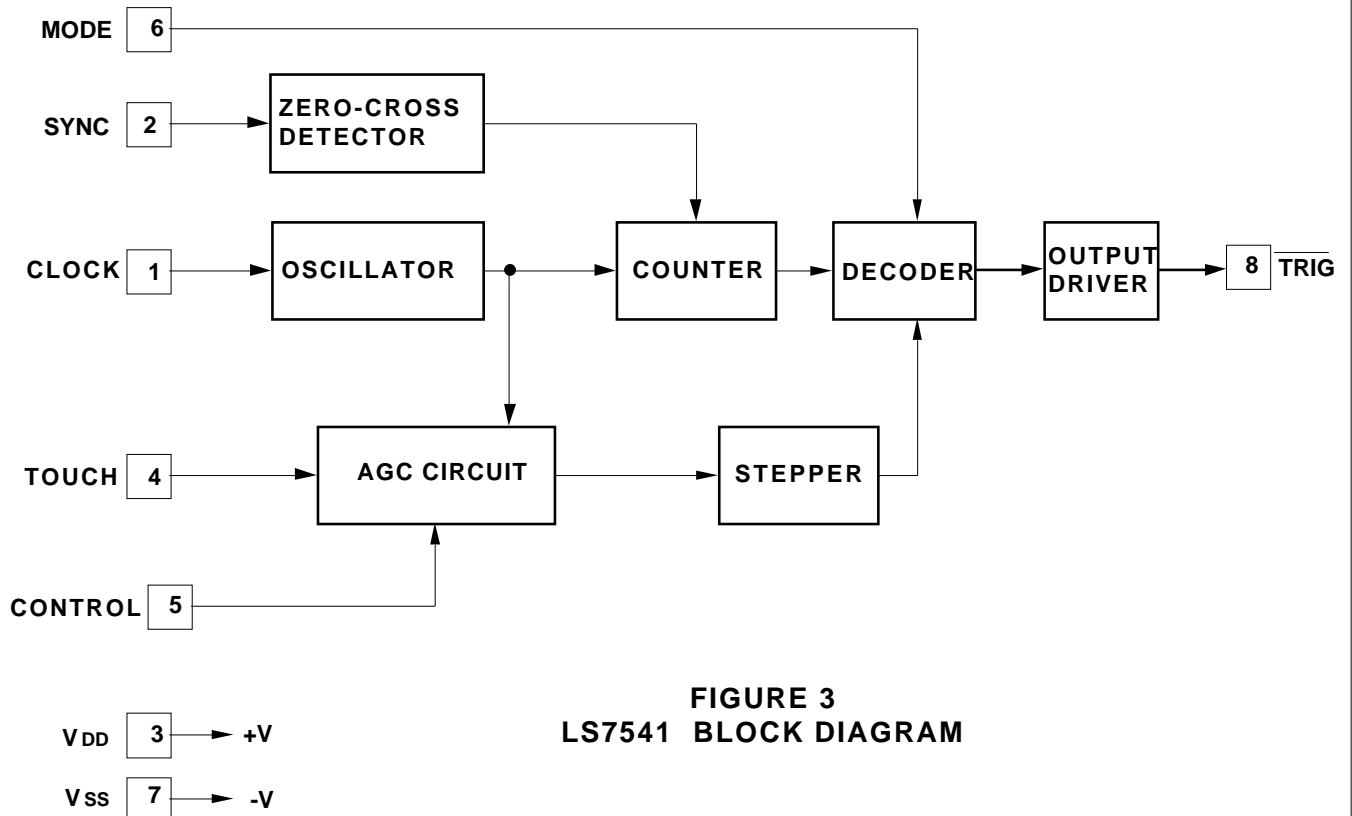 MODE 6
ZERO-CROSS
DETECTOR
SYNC 2
CLOCK 1
OSCILLATOR
COUNTER
DECODER
OUTPUT
DRIVER
8 TRIG
TOUCH 4
AGC CIRCUIT
STEPPER
CONTROL 5
FIGURE 3
LS7541 BLOCK DIAGRAM
VDD 3 +V
VSS 7 -V